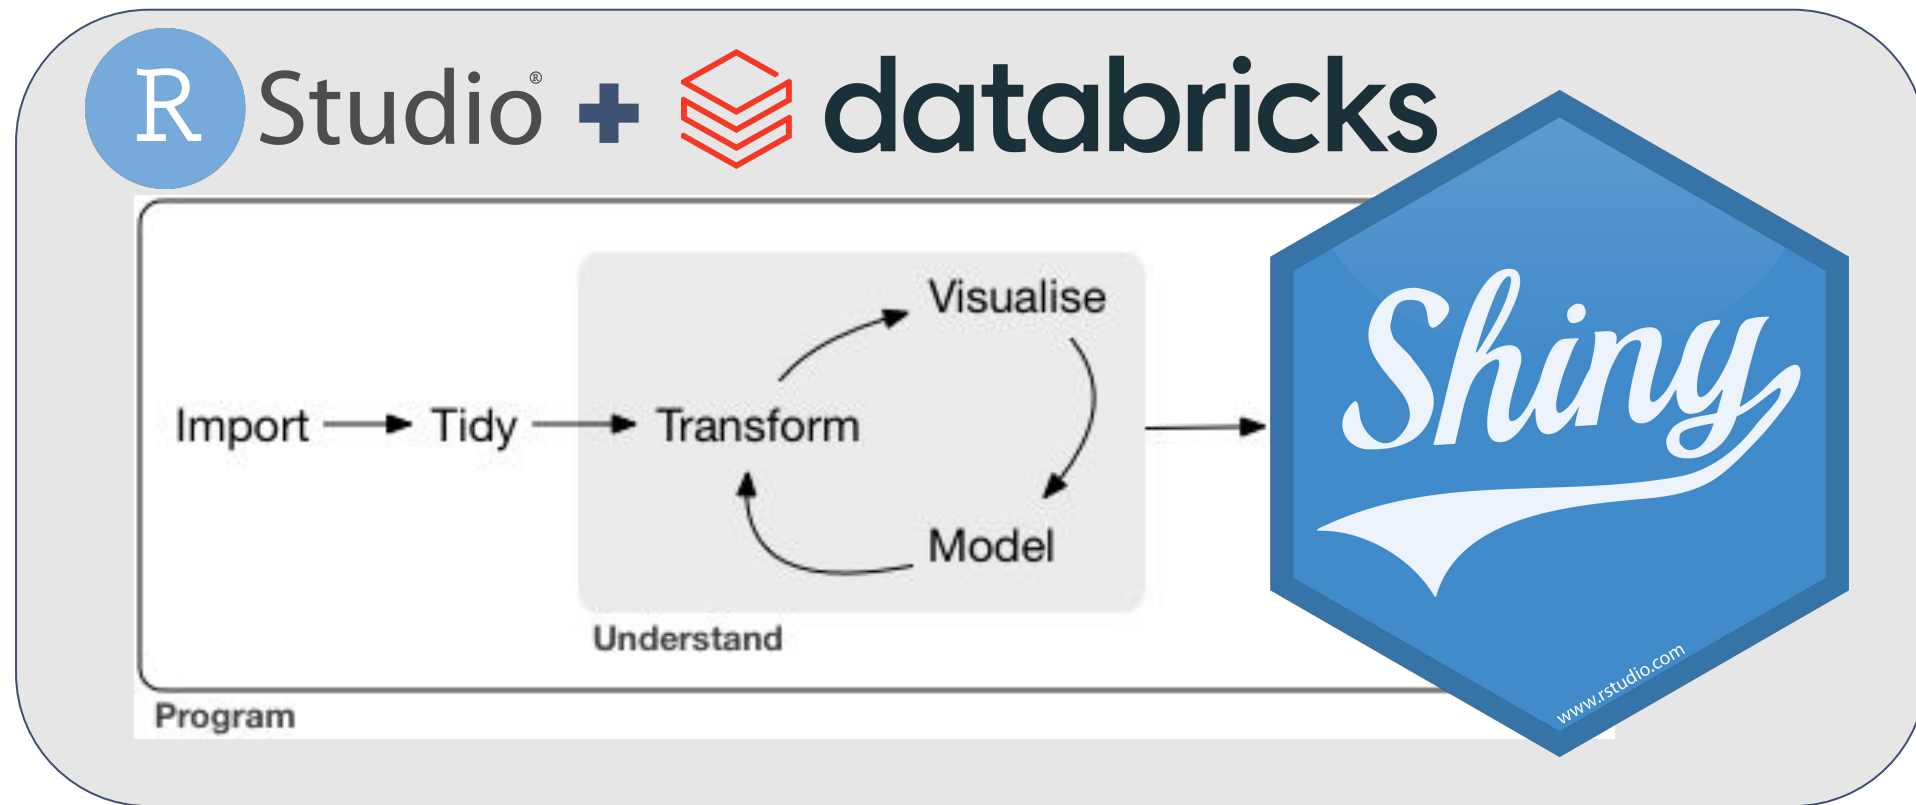 R Studio® + databricks
Visualise
Import Tidy Transform
Shiny
Model
Understand
www.rstudio.com
Program